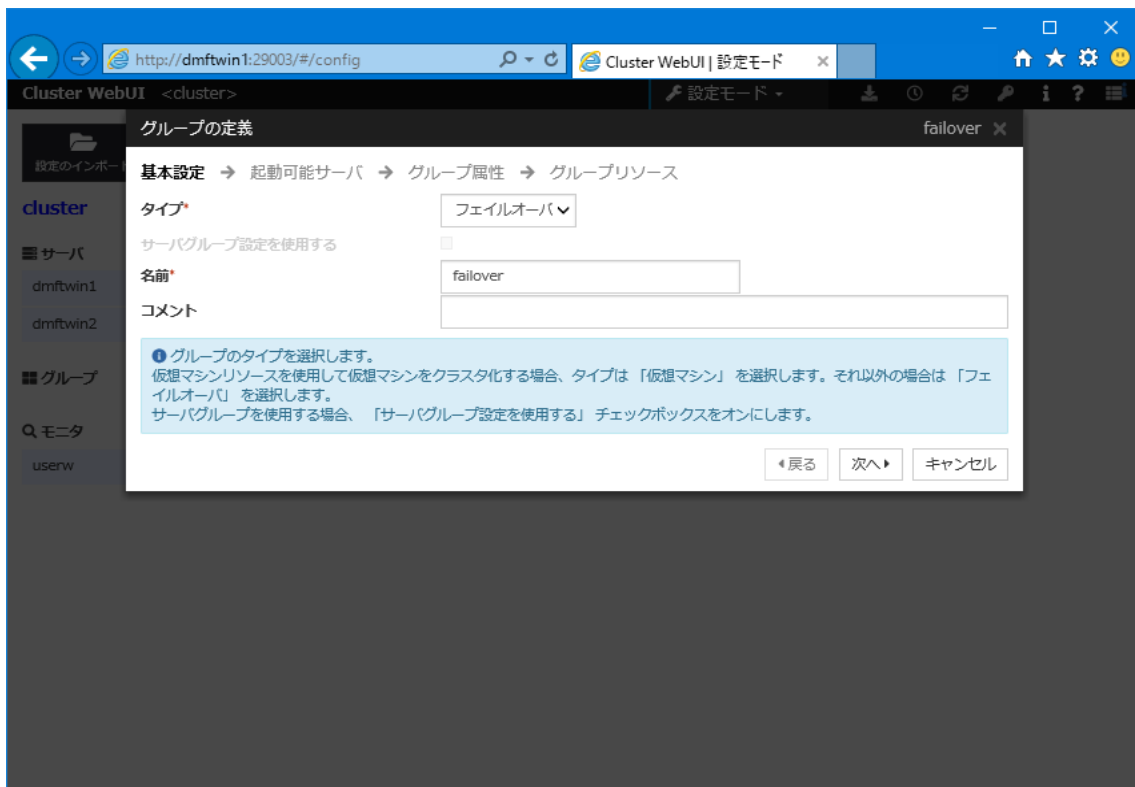 http://dmftwin1:29003/#/config
Cluster WebUI | 設定モード
Cluster WebUI <cluster>
設定モード
設定のインポート
グループの定義
failover
基本設定 → 起動可能サーバ → グループ属性 → グループリソース
タイプ*
フェイルオーバ
サーバグループ設定を使用する
名前*
failover
コメント
グループのタイプを選択します。
仮想マシンリソースを使用して仮想マシンをクラスタ化する場合、タイプは「仮想マシン」を選択します。それ以外の場合は「フェ
イルオーバ」を選択します。
サーバグループを使用する場合、「サーバグループ設定を使用する」チェックボックスをオンにします。
戻る
次へ
キャンセル
cluster
サーバ
dmftwin1
dmftwin2
グループ
モニタ
userw